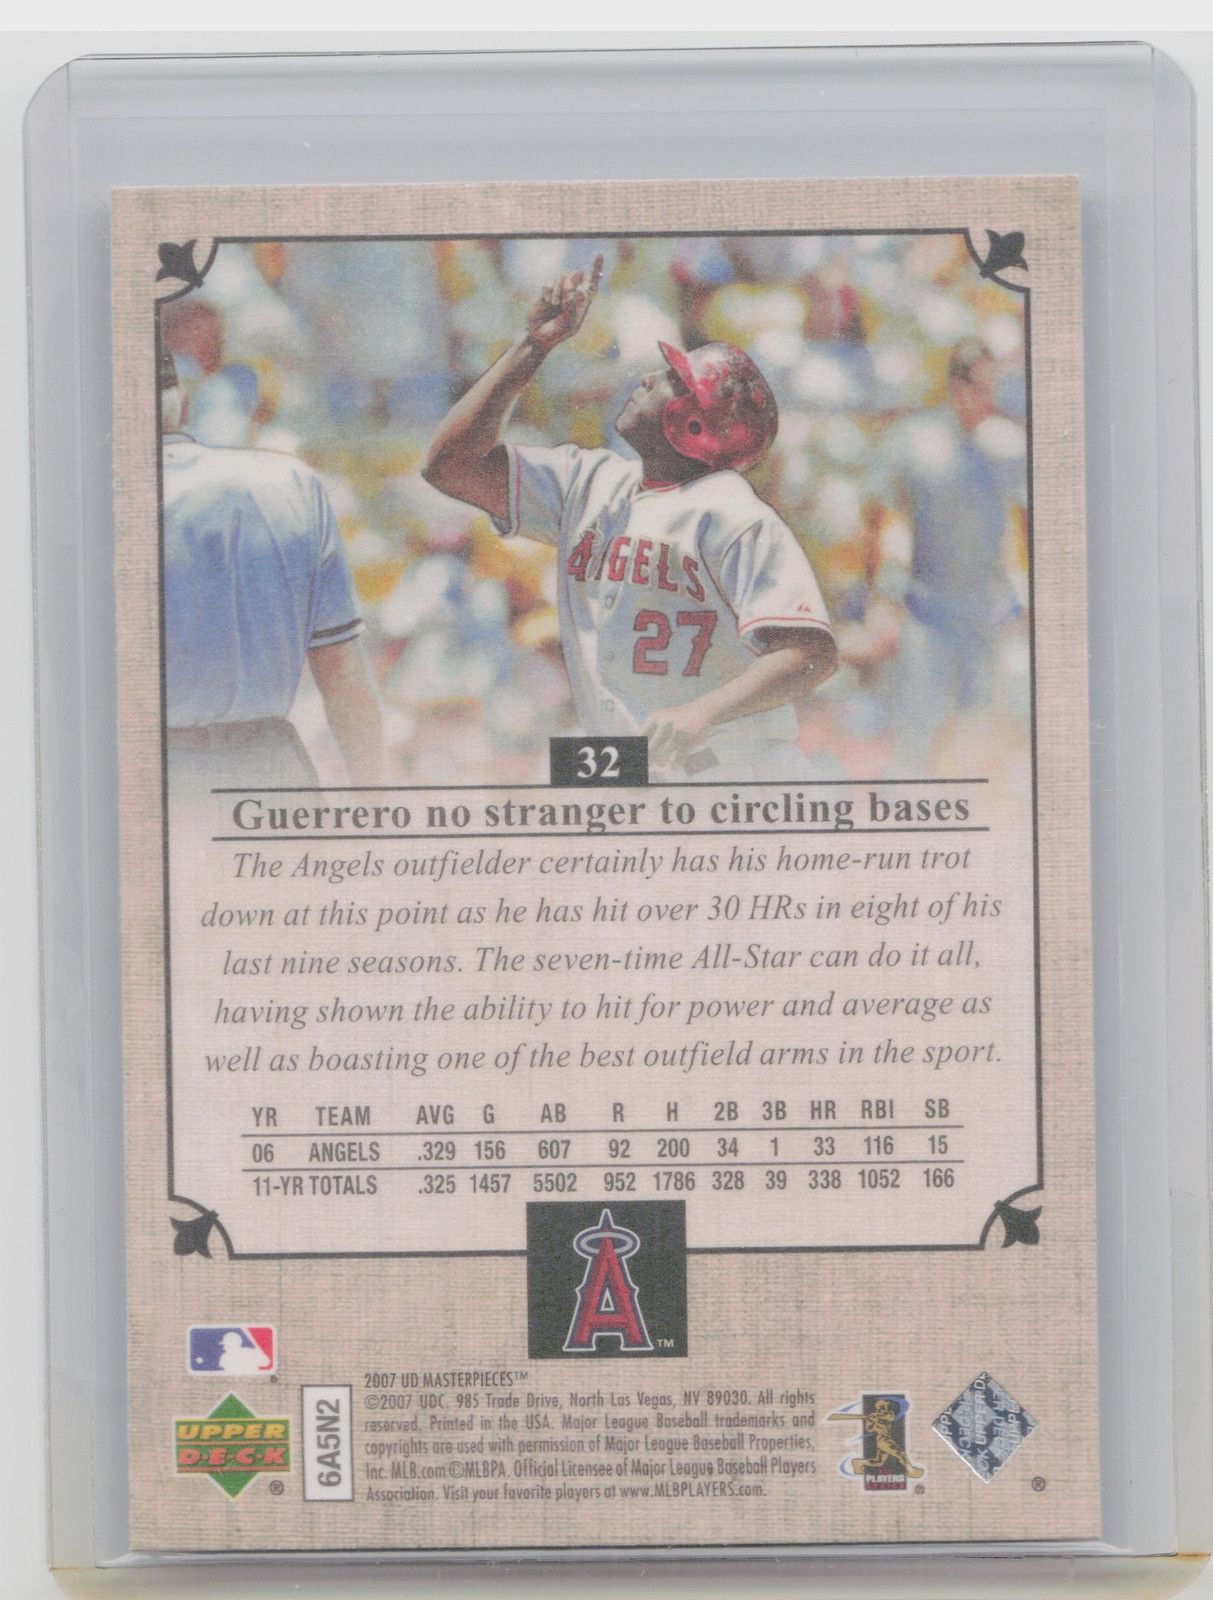 ANGELS
27
32
Guerrero no stranger to circling bases
The Angels outfielder certainly has his home-run trot
down at this point as he has hit over 30 HRs in eight of his
last nine seasons. The seven-time All-Star can do it all,
having shown the ability to hit for power and average as
well as boasting one of the best outfield arms in the sport.
YR TEAM AVG G AB R H 2B 3B HR RBI SB
06 ANGELS .329 156 607 92 200 34 1 33 116 15
11-YR TOTALS .325 1457 5502 952 1786 328 39 338 1052 166
A™
UPPER
D·E·C·K
®
6A5N2
2007 UD MASTERPIECES™
©2007 UDC. 985 Trade Drive, North Las Vegas, NV 89030. All rights
reserved. Printed in the USA. Major League Baseball trademarks and
copyrights are used with permission of Major League Baseball Properties,
Inc. MLB.com ©MLBPA. Official Licensee of Major League Baseball Players
Association. Visit your favorite players at www.MLBPLAYERS.com.
PLAYERS
®
®